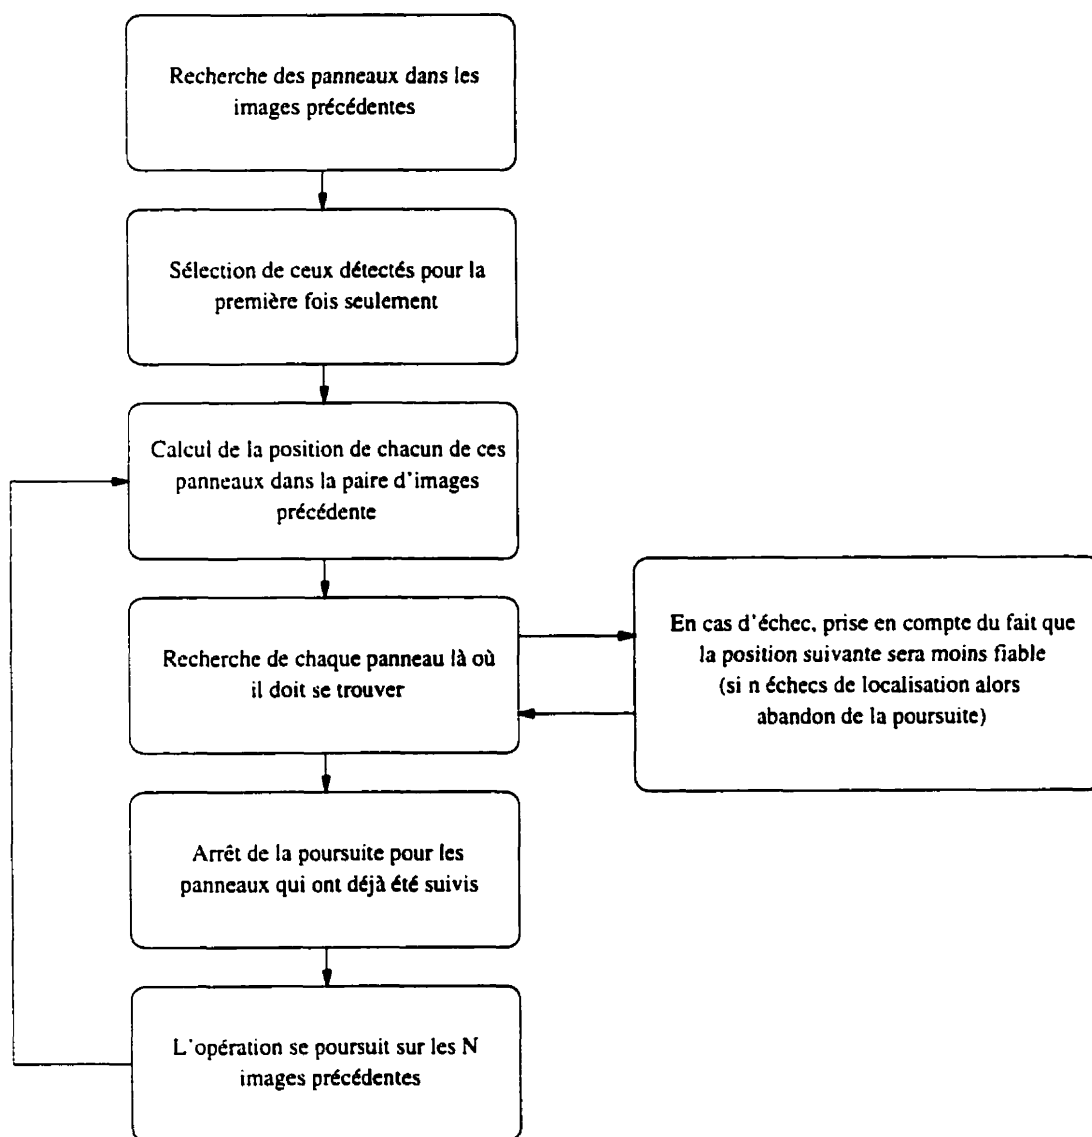 Recherche des panneaux dans les
images précédentes
Sélection de ceux détectés pour la
première fois seulement
Calcul de la position de chacun de ces
panneaux dans la paire d'images
précédente
Recherche de chaque panneau là où
il doit se trouver
En cas d'échec, prise en compte du fait que
la position suivante sera moins fiable
(si n échecs de localisation alors
abandon de la poursuite)
Arrêt de la poursuite pour les
panneaux qui ont déjà été suivis
L'opération se poursuit sur les N
images précédentes